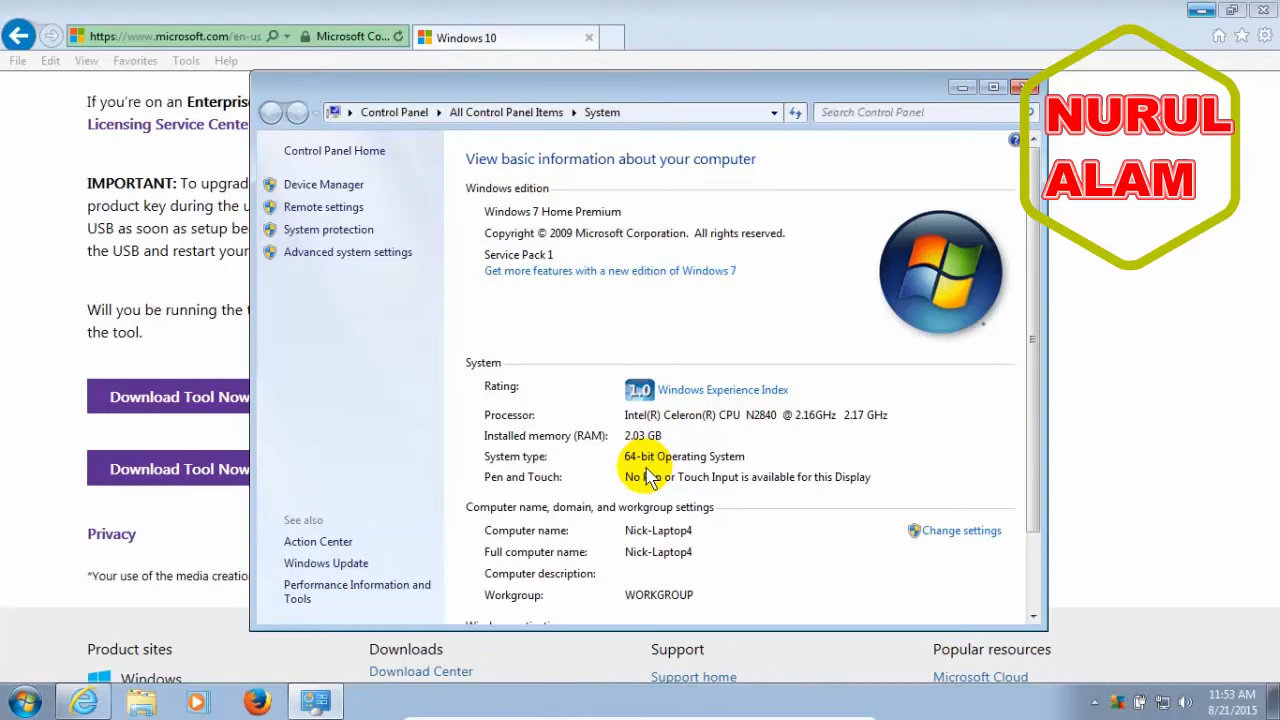 https://www.microsoft.com/en-us
Microsoft Co...
Windows 10
File Edit View Favorites Tools Help
If you're on an Enterpris
Licensing Service Cente
IMPORTANT: To upgrad
product key during the u
USB as soon as setup be
the USB and restart your
Will you be running the t
the tool.
Download Tool Now
Download Tool Now
Privacy
*Your use of the media creatio
Control Panel All Control Panel Items System
Search Control Panel
Control Panel Home
Device Manager
Remote settings
System protection
Advanced system settings
See also
Action Center
Windows Update
Performance Information and
Tools
View basic information about your computer
Windows edition
Windows 7 Home Premium
Copyright © 2009 Microsoft Corporation. All rights reserved.
Service Pack 1
Get more features with a new edition of Windows 7
System
Rating: 1.0 Windows Experience Index
Processor: Intel(R) Celeron(R) CPU N2840 @ 2.16GHz 2.17 GHz
Installed memory (RAM): 2.03 GB
System type: 64-bit Operating System
Pen and Touch: No or Touch Input is available for this Display
Computer name, domain, and workgroup settings
Computer name: Nick-Laptop4
Change settings
Full computer name: Nick-Laptop4
Computer description:
Workgroup: WORKGROUP
NURUL
ALAM
Product sites
Windows
Downloads
Download Center
Support
Support home
Popular resources
Microsoft Cloud
11:53 AM
8/21/2015